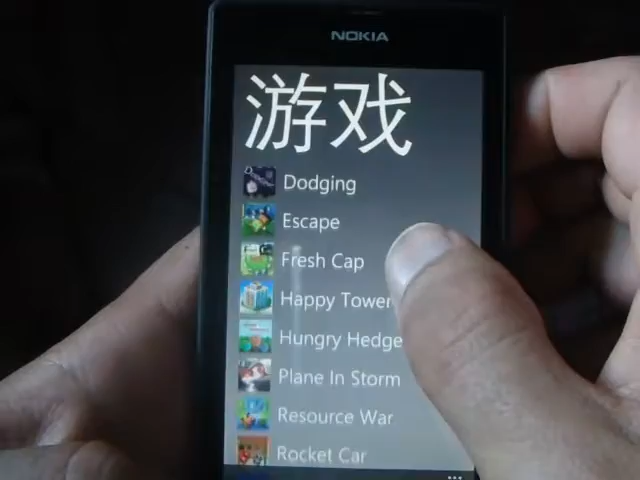 NOKIA
游戏
Dodging
Escape
Fresh Cap
Happy Tower
Hungry Hedge
Plane In Storm
Resource War
Rocket Car